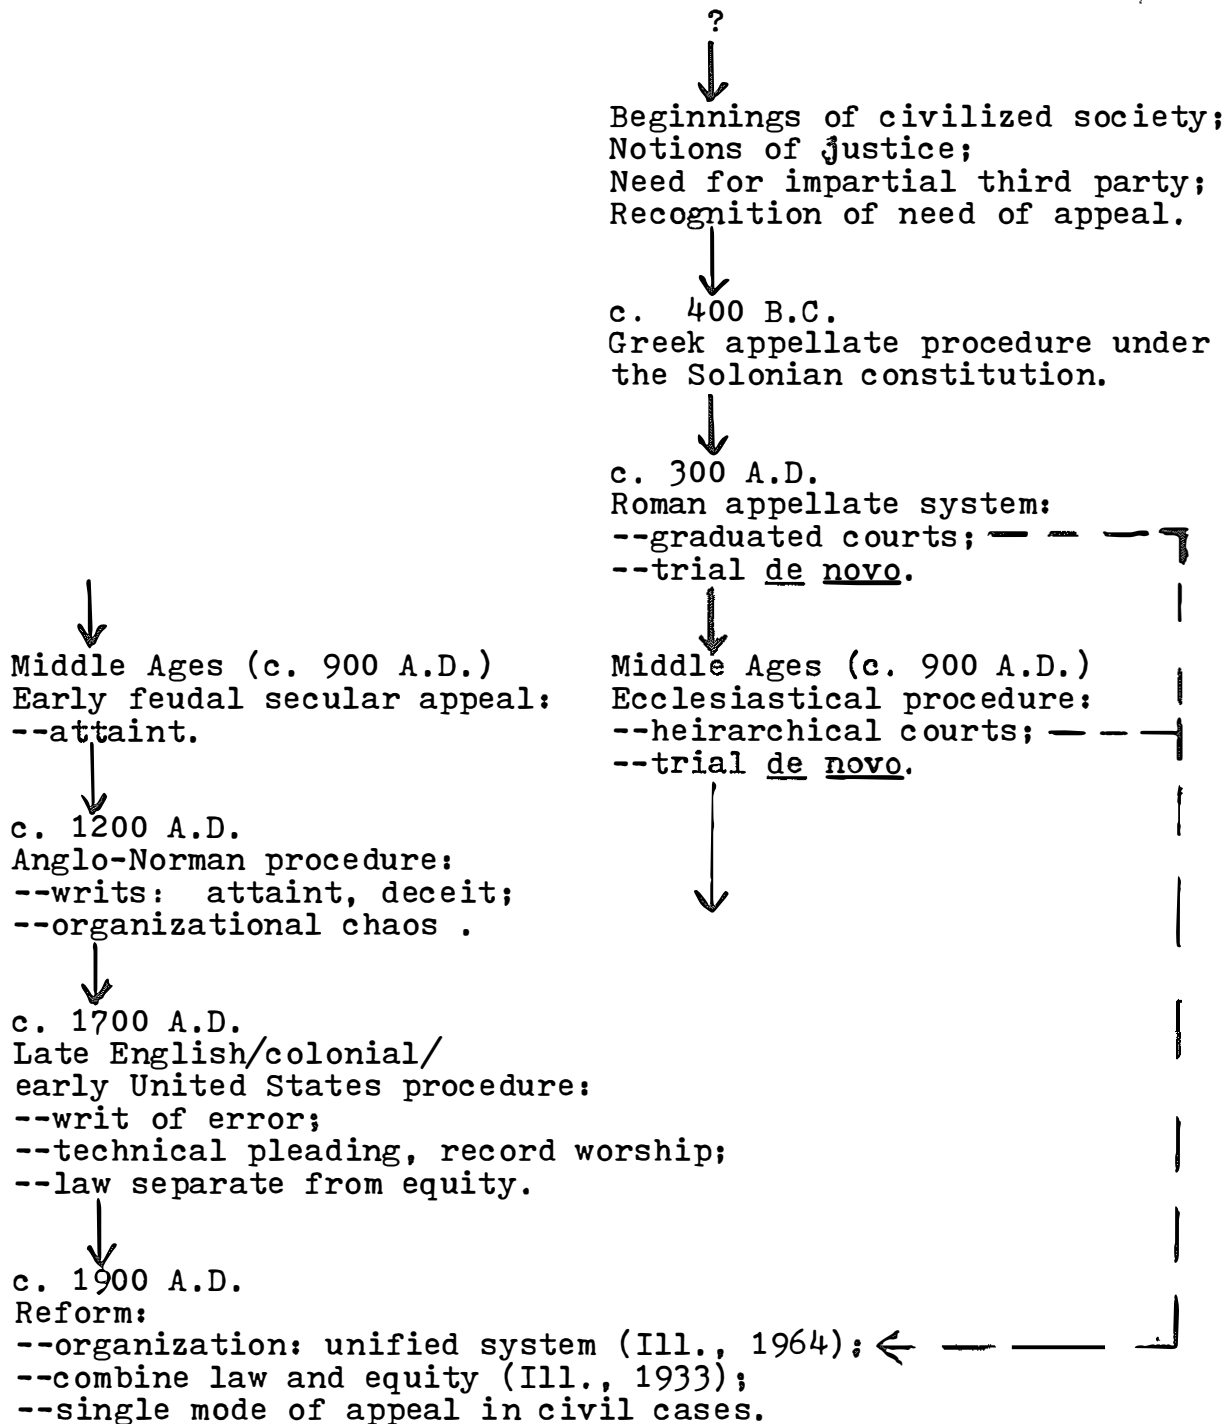 ?
Beginnings of civilized society;
Notions of justice;
Need for impartial third party;
Recognition of need of appeal.
c. 400 B.C.
Greek appellate procedure under
the Solonian constitution.
c. 300 A.D.
Roman appellate system:
--graduated courts;
--trial de novo.
Middle Ages (c. 900 A.D.)
Ecclesiastical procedure:
--heirarchical courts;
--trial de novo.
Middle Ages (c. 900 A.D.)
Early feudal secular appeal:
--attaint.
c. 1200 A.D.
Anglo-Norman procedure:
--writs: attaint, deceit;
--organizational chaos .
c. 1700 A.D.
Late English/colonial/
early United States procedure:
--writ of error;
--technical pleading, record worship;
--law separate from equity.
c. 1900 A.D.
Reform:
--organization: unified system (Ill., 1964);
--combine law and equity (Ill., 1933);
--single mode of appeal in civil cases.